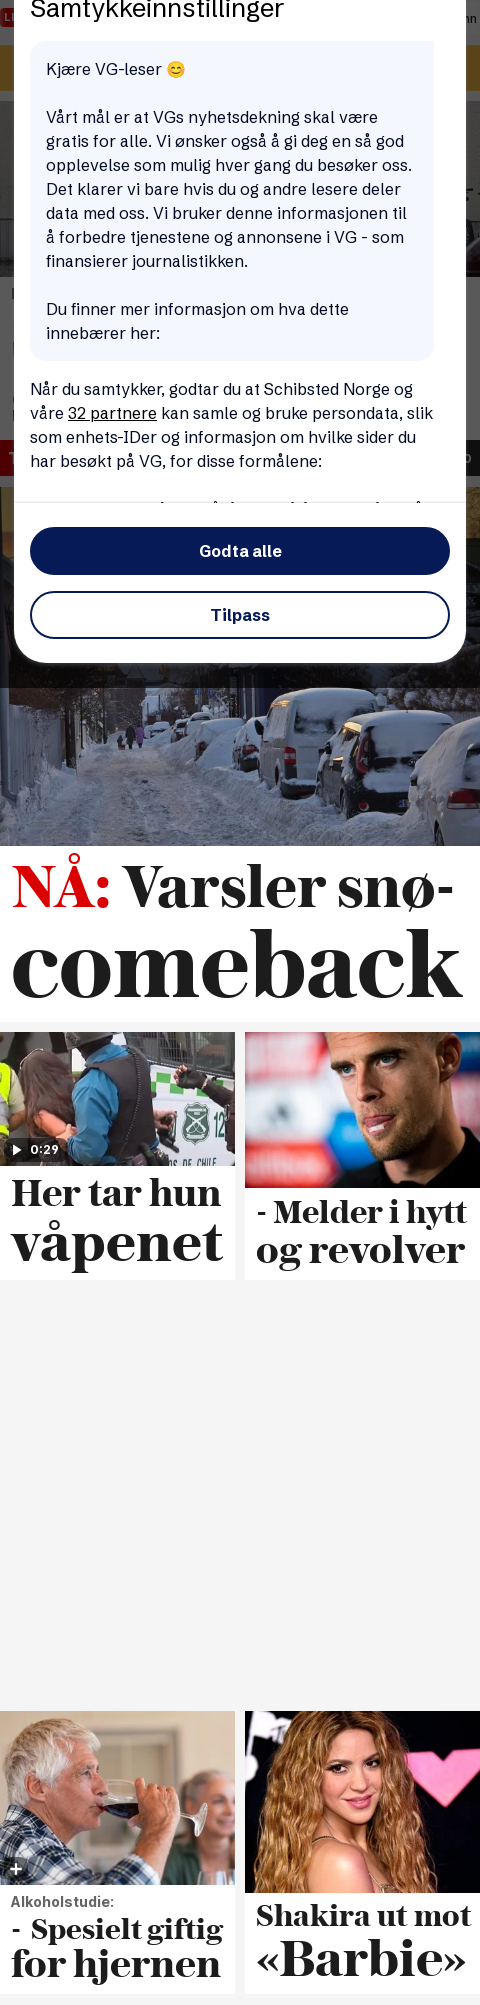 Samtykkeinnstillinger
Kjære VG-leser 😊
Vårt mål er at VGs nyhetsdekning skal være
gratis for alle. Vi ønsker også å gi deg en så god
opplevelse som mulig hver gang du besøker oss.
Det klarer vi bare hvis du og andre lesere deler
data med oss. Vi bruker denne informasjonen til
å forbedre tjenestene og annonsene i VG - som
finansierer journalistikken.
Du finner mer informasjon om hva dette
innebærer her:
Når du samtykker, godtar du at Schibsted Norge og
våre 32 partnere kan samle og bruke persondata, slik
som enhets-IDer og informasjon om hvilke sider du
har besøkt på VG, for disse formålene:
Godta alle
Tilpass
NÅ: Varsler snø-
comeback
0:29
Her tar hun
våpenet
- Melder i hytt
og revolver
Alkoholstudie:
- Spesielt giftig
for hjernen
Shakira ut mot
«Barbie»